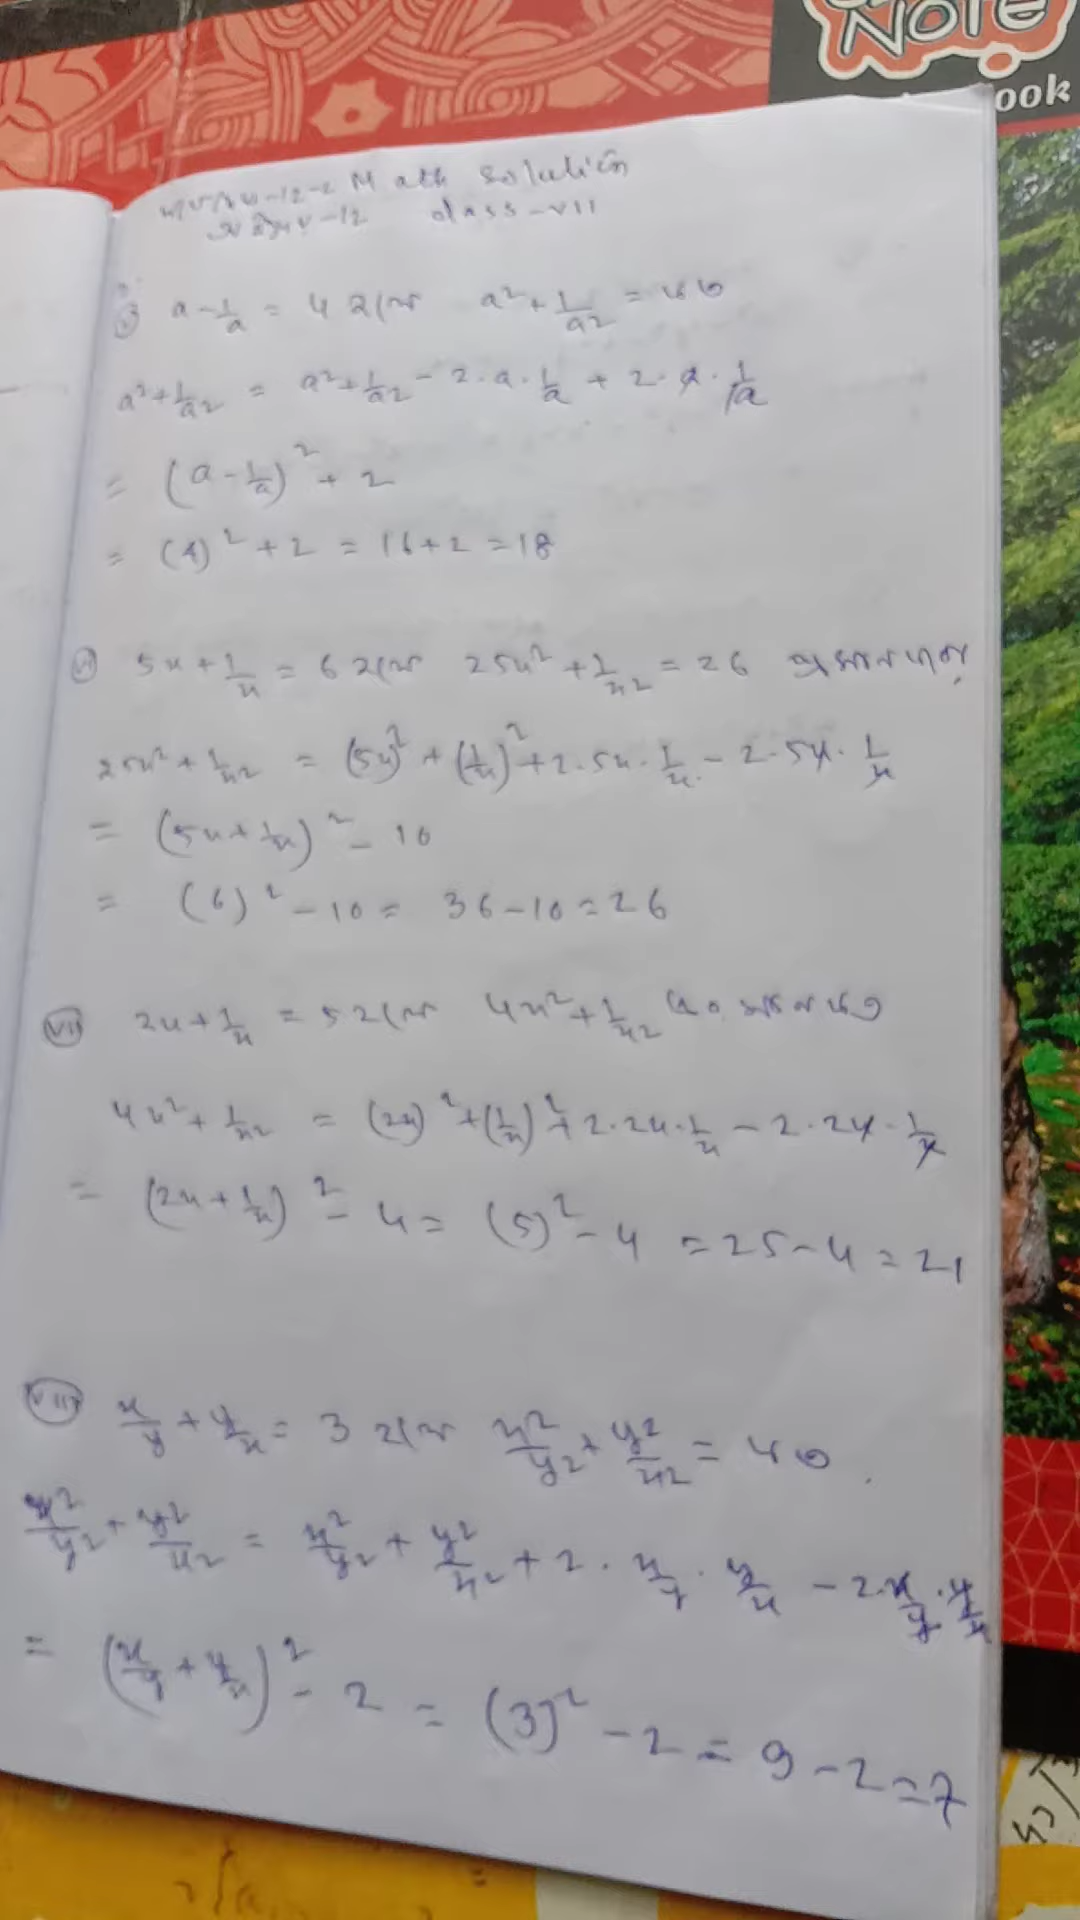 NOTE
ook
Math solution
class-VII
a - 1/a = 4 হলে a² + 1/a² = কত
a² + 1/a² = a² + 1/a² - 2·a·1/a + 2·a·1/a
= (a - 1/a)² + 2
= (4)² + 2 = 16+2 = 18
(vi) 5x + 1/x = 6 হলে 25x² + 1/x² = 26
25x² + 1/x² = (5x)² + (1/x)² + 2·5x·1/x - 2·5x·1/x
= (5x + 1/x)² - 10
= (6)² - 10 = 36 - 10 = 26
(VII) 2x + 1/x = 5 হলে 4x² + 1/x² এর মান কত
4x² + 1/x² = (2x)² + (1/x)² + 2·2x·1/x - 2·2x·1/x
= (2x + 1/x)² - 4 = (5)² - 4 = 25 - 4 = 21
(VIII) x/y + y/x = 3 হলে x²/y² + y²/x² = কত
x²/y² + y²/x² = x²/y² + y²/x² + 2·x/y·y/x - 2·x/y·y/x
= (x/y + y/x)² - 2 = (3)² - 2 = 9 - 2 = 7